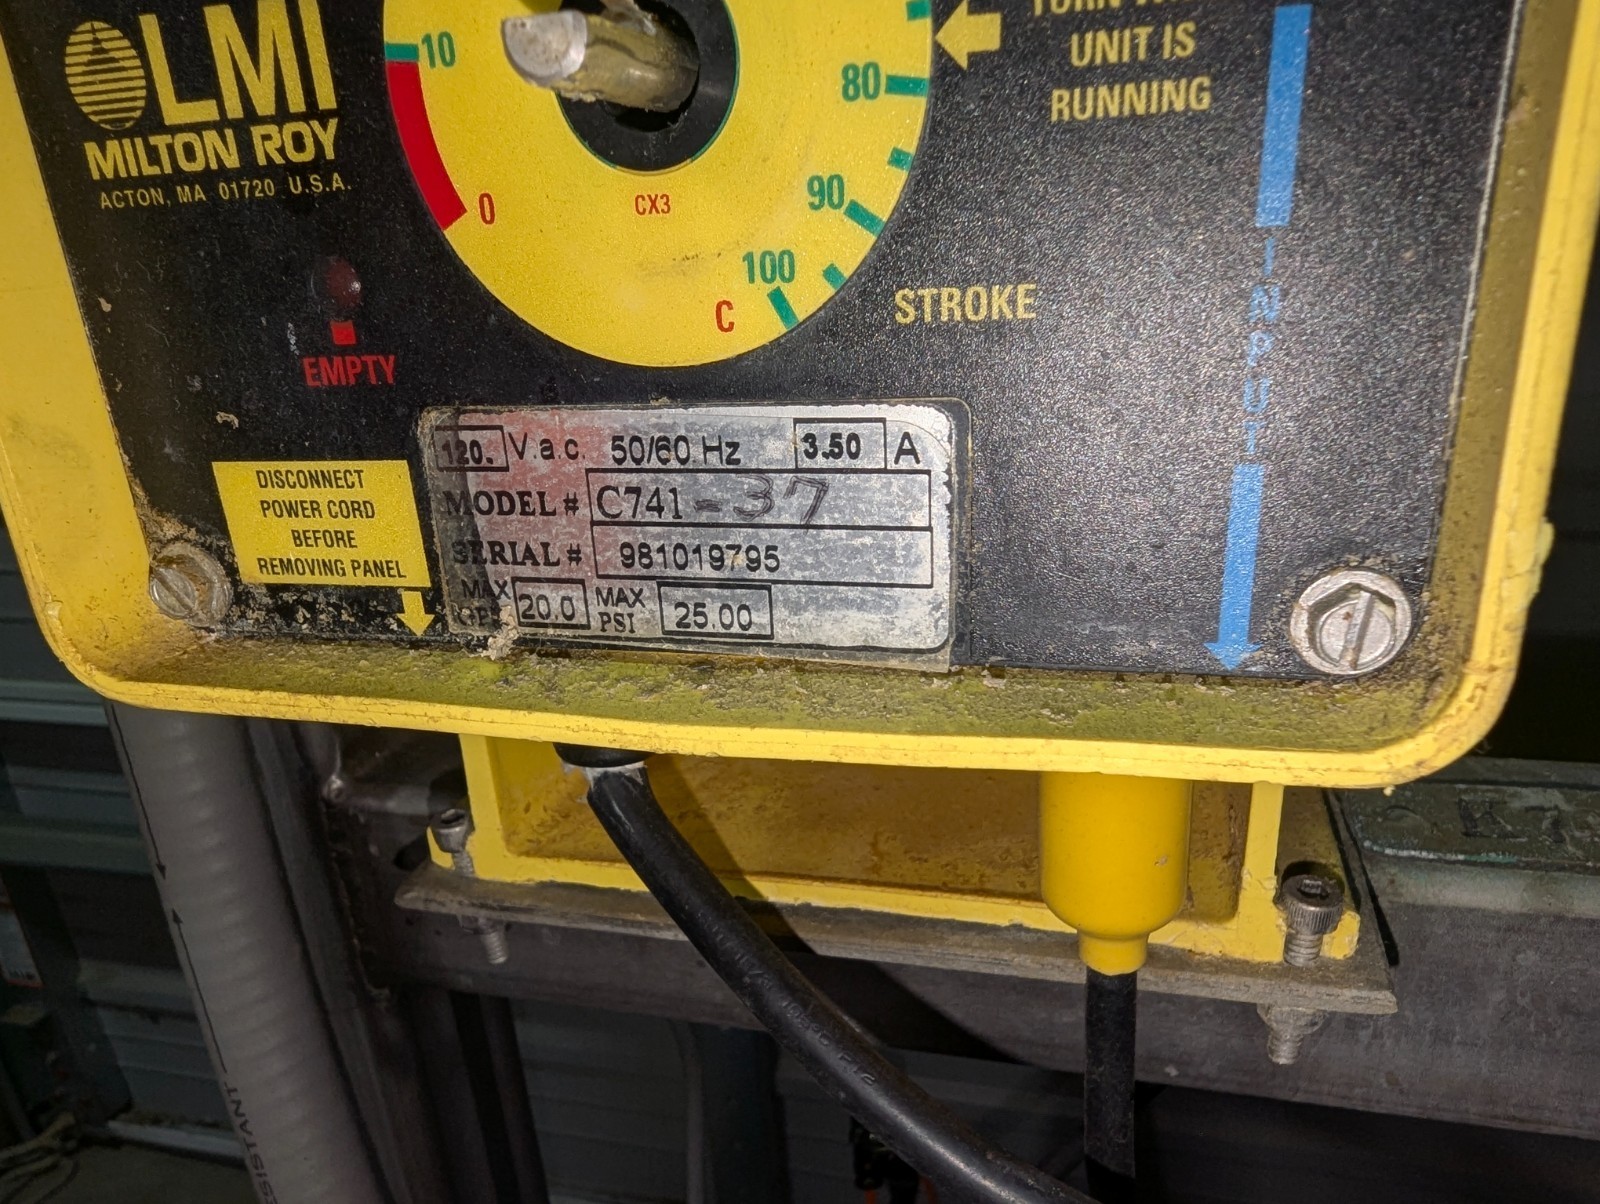 LMI
MILTON ROY
ACTON, MA 01720 U.S.A.
10
0
CX3
80
90
100
C
UNIT IS
RUNNING
STROKE
INPUT
EMPTY
DISCONNECT
POWER CORD
BEFORE
REMOVING PANEL
120. V.a.c. 50/60 Hz 3.50 A
MODEL # C741-37
SERIAL # 981019795
MAX 20.0 MAX PSI 25.00